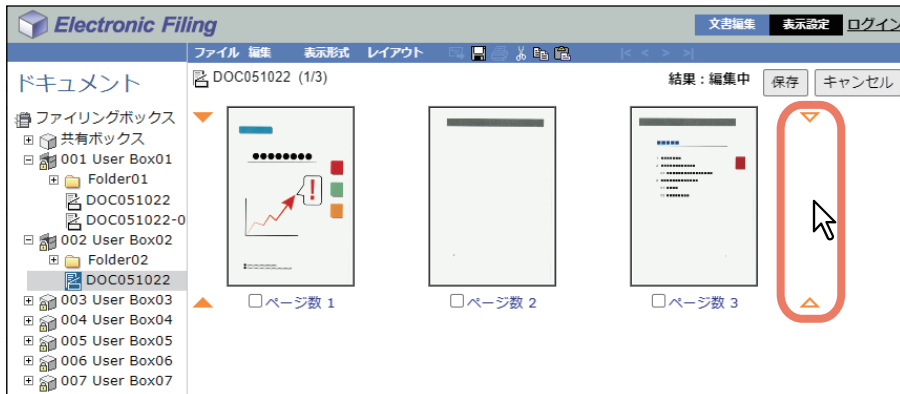 Electronic Filing
文書編集 表示設定 ログイン
ファイル 編集 表示形式 レイアウト |< < > >|
ドキュメント
DOC051022 (1/3)
結果：編集中 保存 キャンセル
ファイリングボックス
共有ボックス
001 User Box01
Folder01
DOC051022
DOC051022-0
002 User Box02
Folder02
DOC051022
003 User Box03
004 User Box04
005 User Box05
006 User Box06
007 User Box07
!
ページ数 1
ページ数 2
ページ数 3